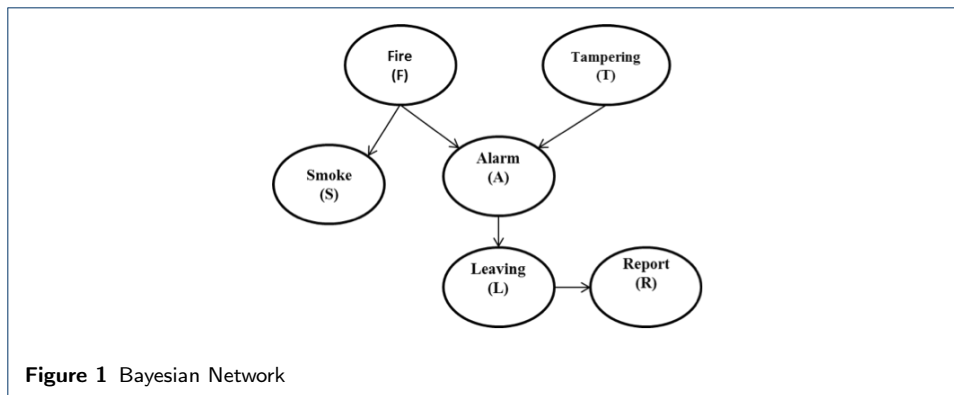 Fire
(F)
Tampering
(T)
Smoke
(S)
Alarm
(A)
Leaving
(L)
Report
(R)
Figure 1 Bayesian Network